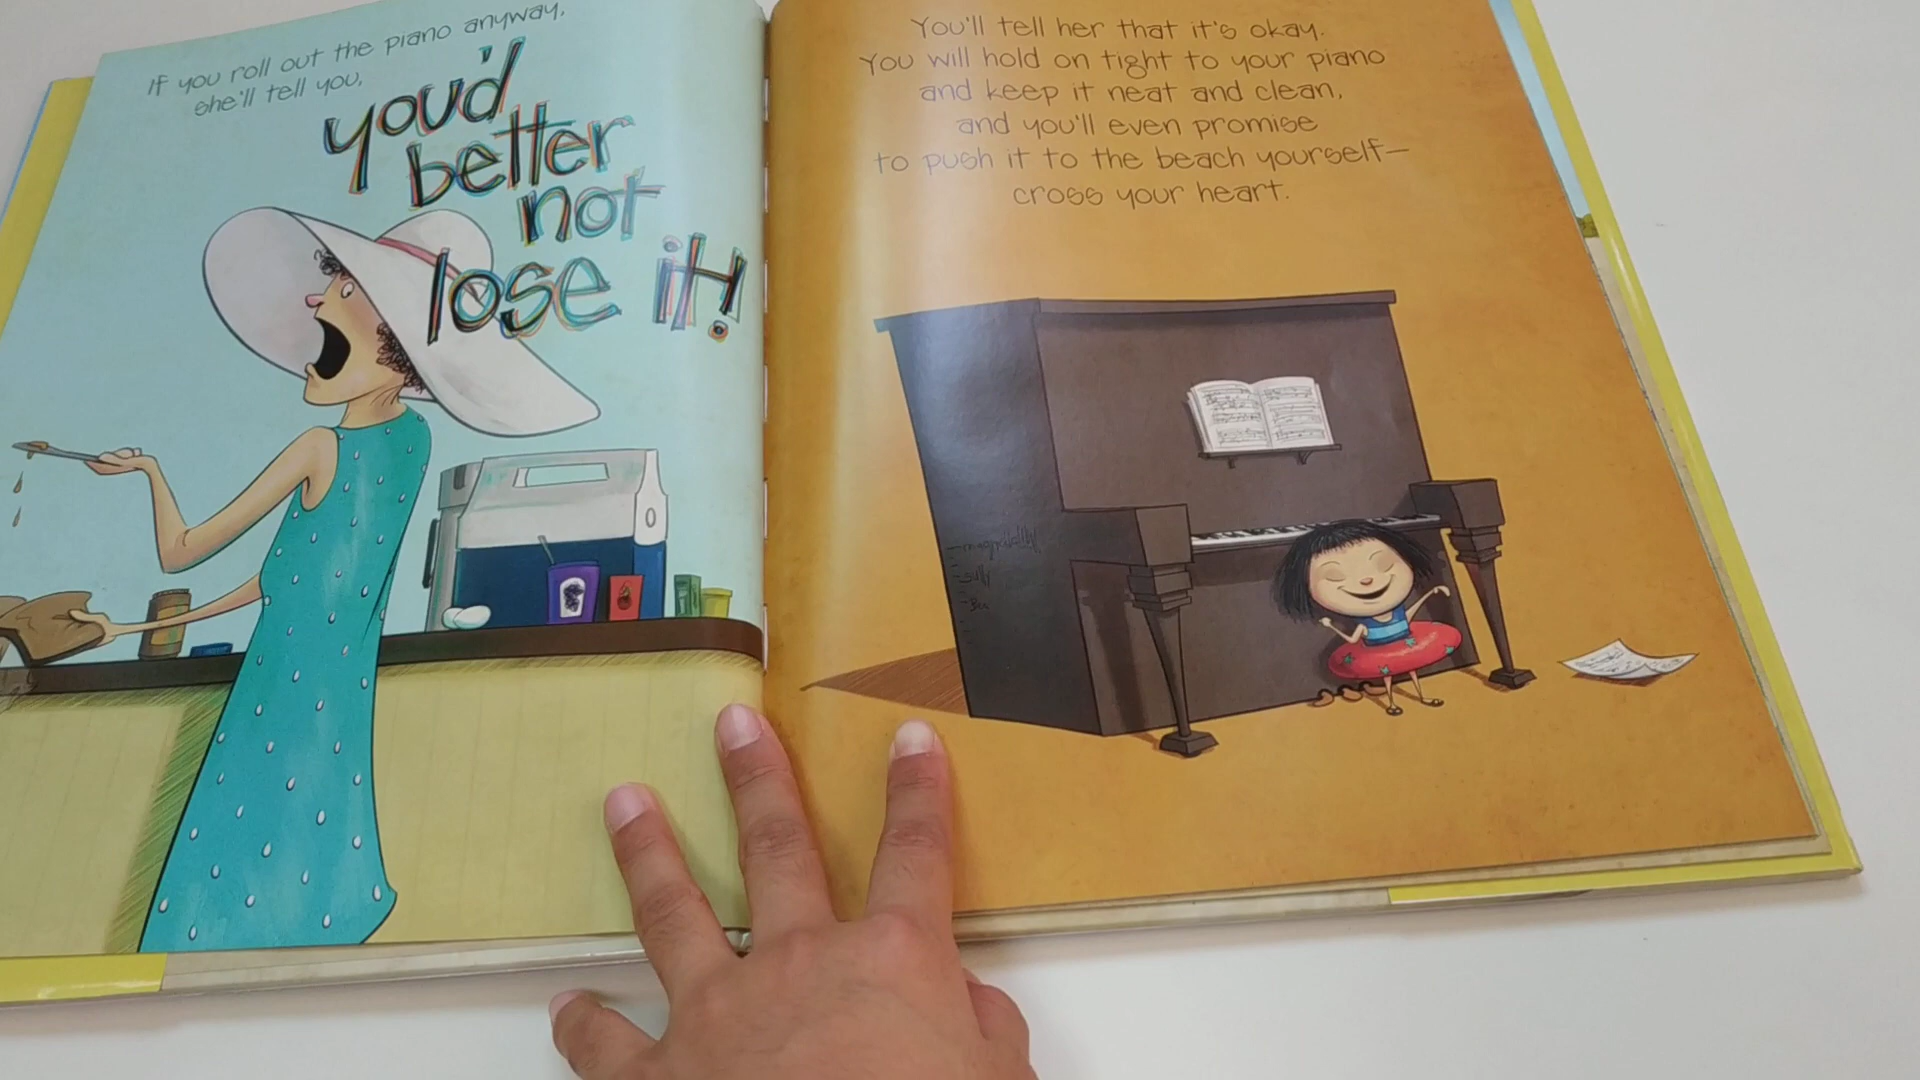 If you roll out the piano anyway,
she'll tell you,
you'd
better
not
lose it!
You'll tell her that it's okay.
You will hold on tight to your piano
and keep it neat and clean,
and you'll even promise
to push it to the beach yourself—
cross your heart.
sully